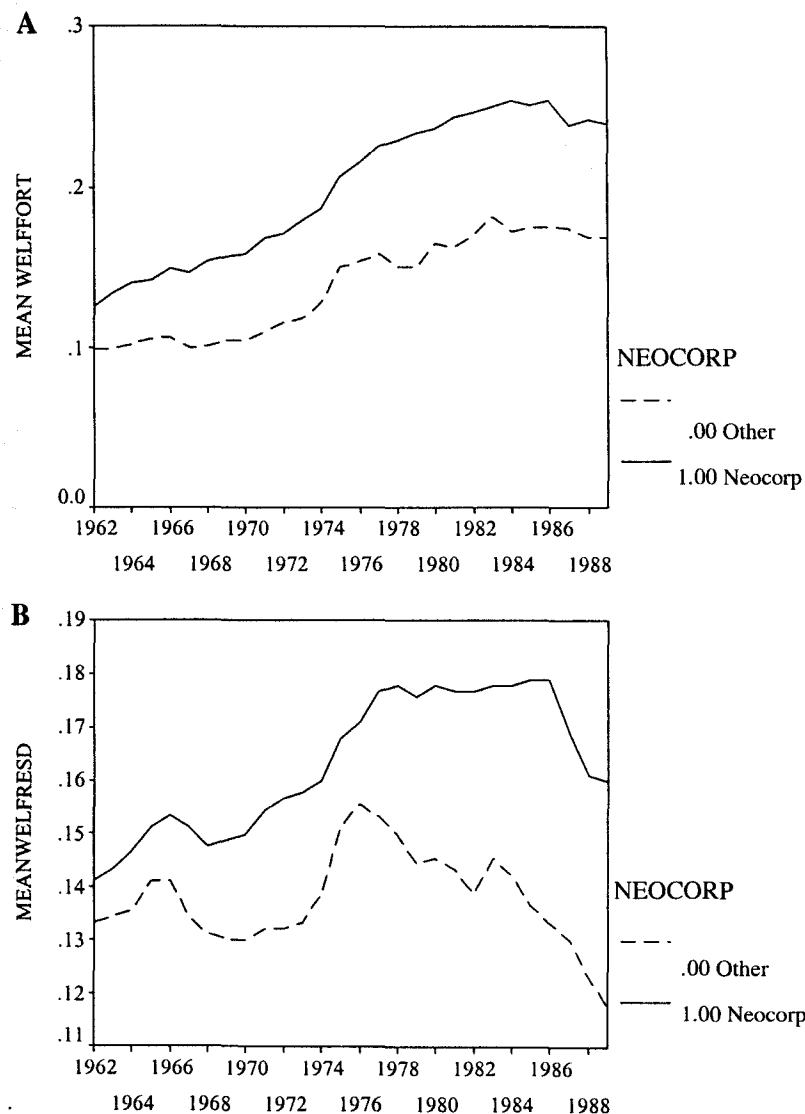 A
.3
.2
.1
0.0
MEAN WELFFORT
1962 1966 1970 1974 1978 1982 1986
1964 1968 1972 1976 1980 1984 1988
NEOCORP
.00 Other
1.00 Neocorp
B
.19
.18
.17
.16
.15
.14
.13
.12
.11
MEANWELFRESD
1962 1966 1970 1974 1978 1982 1986
1964 1968 1972 1976 1980 1984 1988
NEOCORP
.00 Other
1.00 Neocorp